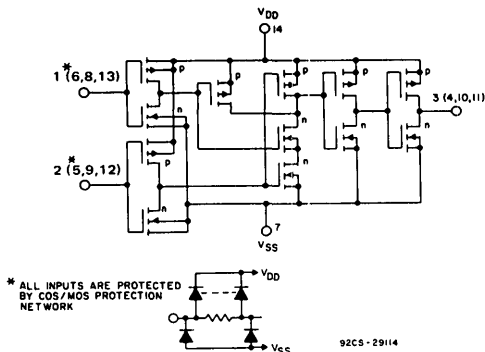 VDD
14
*
1 (6,8,13)
p
p
p
p
p
3 (4,10,11)
n
n
n
n
*
2 (5,9,12)
p
n
7
VSS
* ALL INPUTS ARE PROTECTED
BY COS/MOS PROTECTION
NETWORK
VDD
VSS
92CS-29114